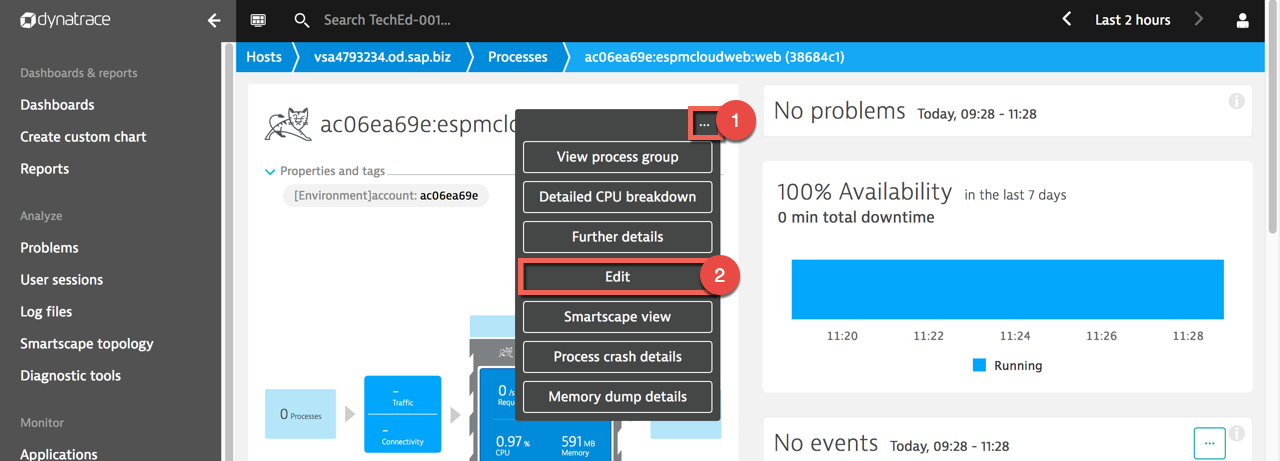 dynatrace
Search TechEd-001...
Last 2 hours
Dashboards & reports
Dashboards
Create custom chart
Reports
Analyze
Problems
User sessions
Log files
Smartscape topology
Diagnostic tools
Monitor
Applications
Hosts
vsa4793234.od.sap.biz
Processes
ac06ea69e:espmcloudweb:web (38684c1)
ac06ea69e:espmclo
Properties and tags
[Environment]account: ac06ea69e
...
1
View process group
Detailed CPU breakdown
Further details
Edit
2
Smartscape view
Process crash details
Memory dump details
0 Processes
–
Traffic
–
Connectivity
0 /s
Requ
0.97 %
CPU
591 MB
Memory
No problems Today, 09:28 - 11:28
i
100% Availability in the last 7 days
0 min total downtime
11:20 11:22 11:24 11:26 11:28
Running
No events Today, 09:28 - 11:28
...
i